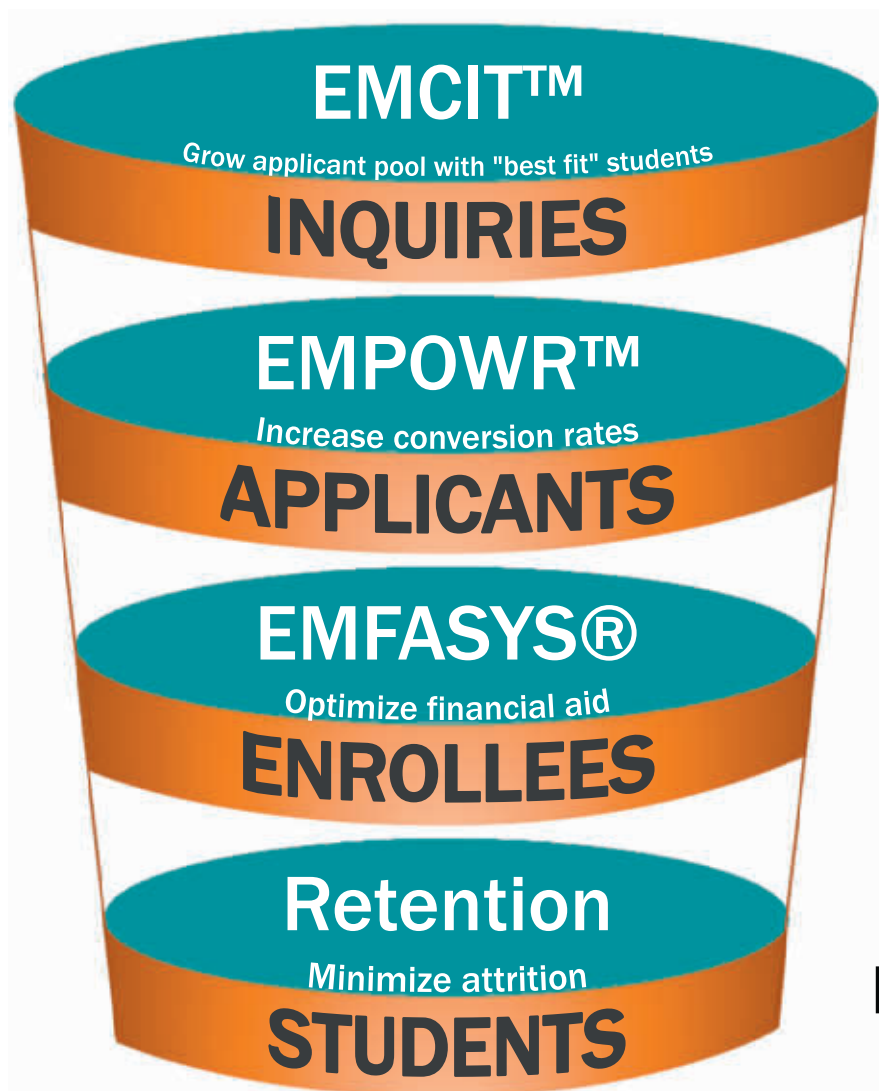 EMCIT™
Grow applicant pool with "best fit" students
INQUIRIES
EMPOWR™
Increase conversion rates
APPLICANTS
EMFASYS®
Optimize financial aid
ENROLLEES
Retention
Minimize attrition
STUDENTS